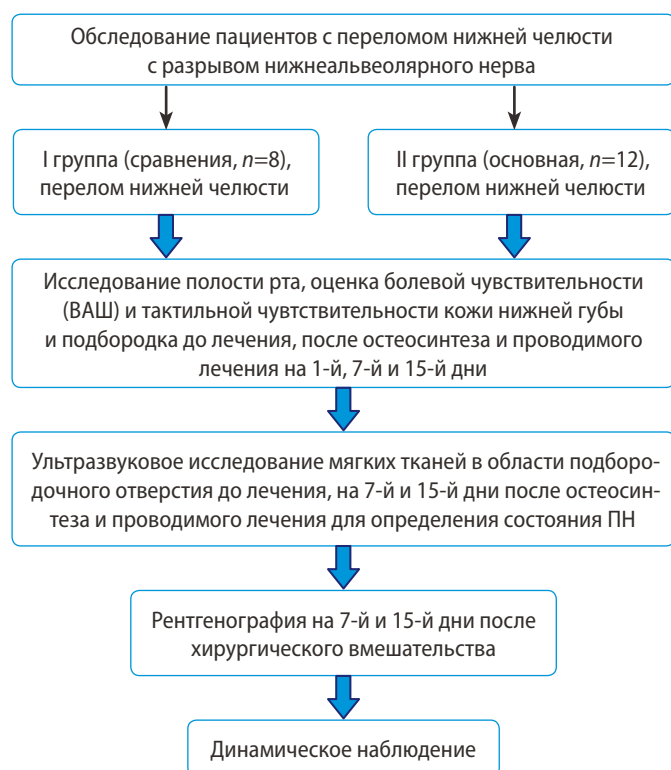 Обследование пациентов с переломом нижней челюсти
с разрывом нижнеальвеолярного нерва
I группа (сравнения, n=8),
перелом нижней челюсти
II группа (основная, n=12),
перелом нижней челюсти
Исследование полости рта, оценка болевой чувствительности
(ВАШ) и тактильной чувтствительности кожи нижней губы
и подбородка до лечения, после остеосинтеза и проводимого
лечения на 1-й, 7-й и 15-й дни
Ультразвуковое исследование мягких тканей в области подборо-
дочного отверстия до лечения, на 7-й и 15-й дни после остеосин-
теза и проводимого лечения для определения состояния ПН
Рентгенография на 7-й и 15-й дни после
хирургического вмешательства
Динамическое наблюдение